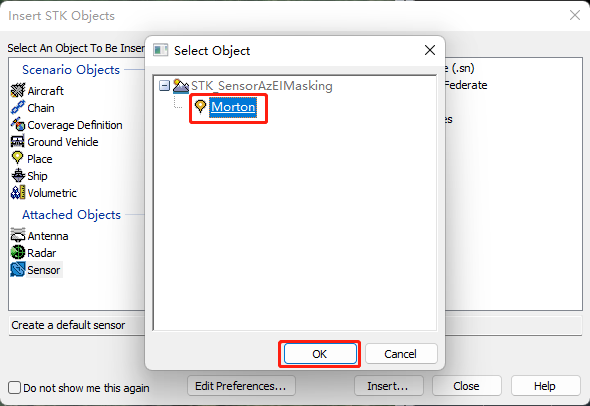 Insert STK Objects
Select An Object To Be Inser
Scenario Objects
Aircraft
Chain
Coverage Definition
Ground Vehicle
Place
Ship
Volumetric
Attached Objects
Antenna
Radar
Sensor
Create a default sensor
Do not show me this again
Edit Preferences...
Insert...
Close
Help
Select Object
STK_SensorAzElMasking
Morton
OK
Cancel
e (.sn)
Federate
es